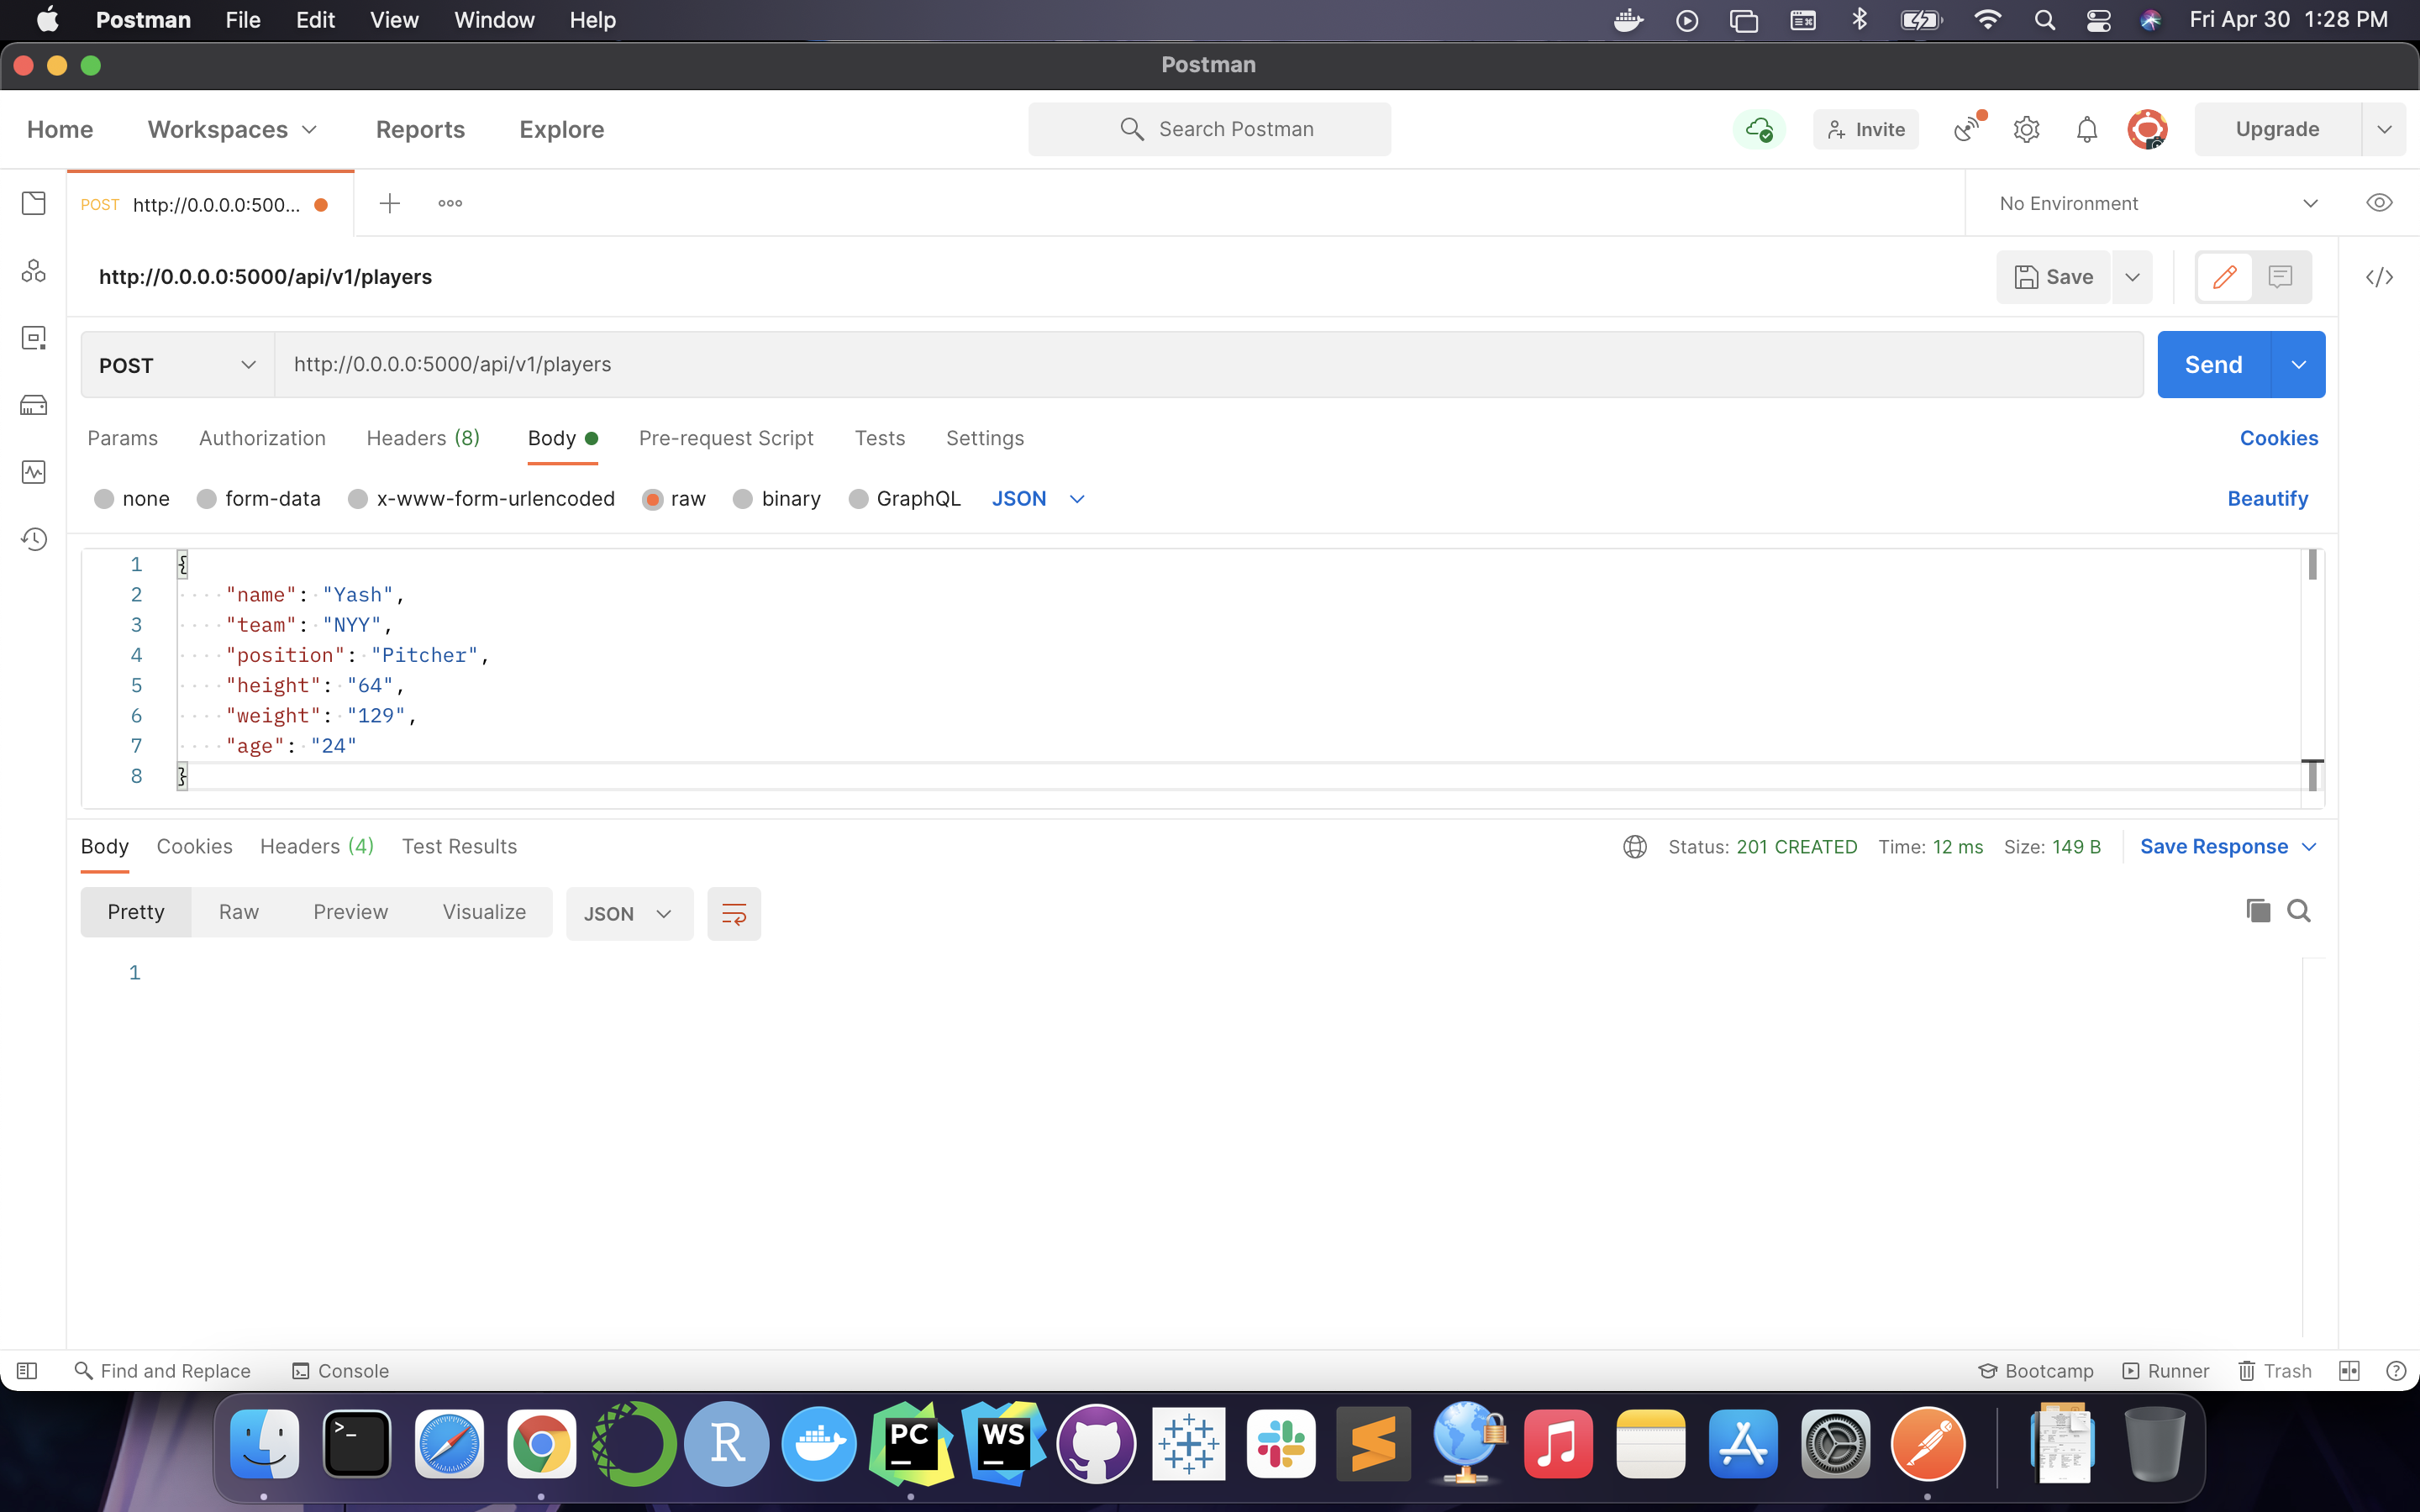 Postman File Edit View Window Help Fri Apr 30 1:28 PM
Postman
Home Workspaces Reports Explore Search Postman Invite Upgrade
POST http://0.0.0.0:500... No Environment
http://0.0.0.0:5000/api/v1/players Save
POST http://0.0.0.0:5000/api/v1/players Send
Params Authorization Headers (8) Body Pre-request Script Tests Settings Cookies
none form-data x-www-form-urlencoded raw binary GraphQL JSON Beautify
1 {
2 "name": "Yash",
3 "team": "NYY",
4 "position": "Pitcher",
5 "height": "64",
6 "weight": "129",
7 "age": "24"
8 }
Body Cookies Headers (4) Test Results Status: 201 CREATED Time: 12 ms Size: 149 B Save Response
Pretty Raw Preview Visualize JSON
1
Find and Replace Console Bootcamp Runner Trash
>_ R PC WS